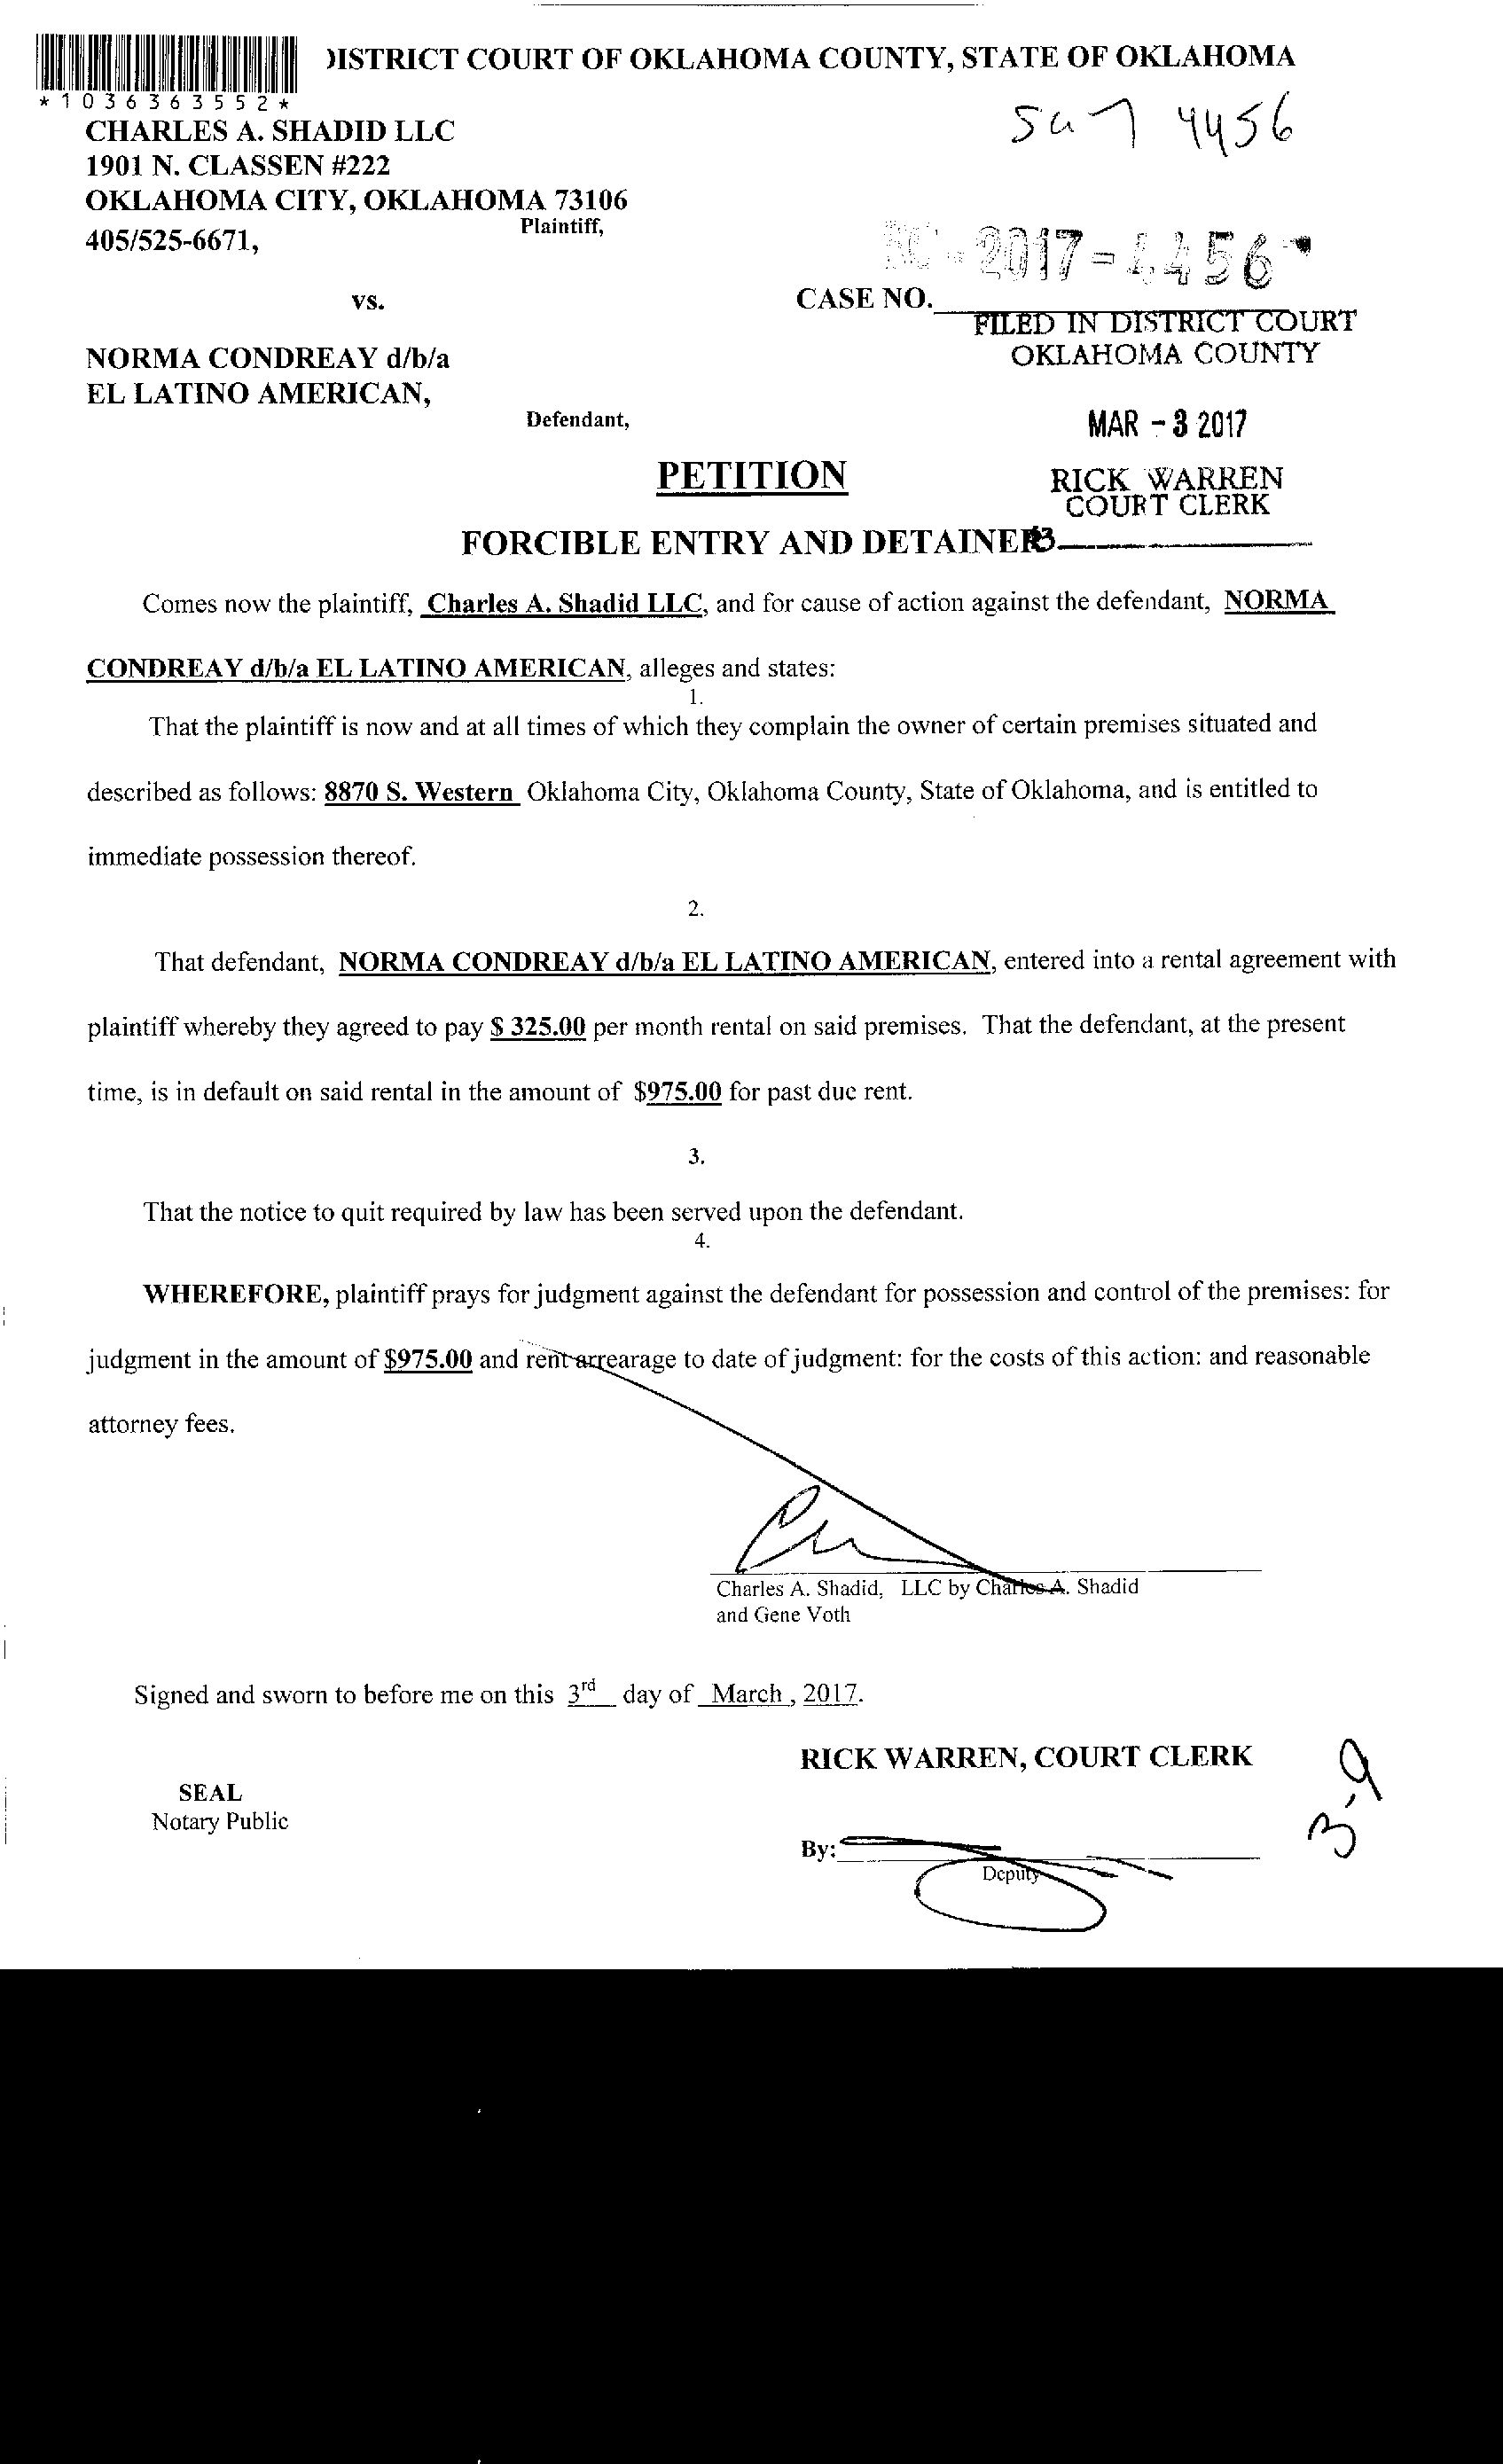 DISTRICT COURT OF OKLAHOMA COUNTY, STATE OF OKLAHOMA
*1036363552*
CHARLES A. SHADID LLC
1901 N. CLASSEN #222
OKLAHOMA CITY, OKLAHOMA 73106
Plaintiff,
405/525-6671,
4456
2017-4456
vs.
CASE NO.
FILED IN DISTRICT COURT
OKLAHOMA COUNTY
NORMA CONDREAY d/b/a
EL LATINO AMERICAN,
Defendant,
MAR - 3 2017
PETITION
RICK WARREN
COURT CLERK
FORCIBLE ENTRY AND DETAINER
Comes now the plaintiff, Charles A. Shadid LLC, and for cause of action against the defendant, NORMA
CONDREAY d/b/a EL LATINO AMERICAN, alleges and states:
1.
That the plaintiff is now and at all times of which they complain the owner of certain premises situated and
described as follows: 8870 S. Western Oklahoma City, Oklahoma County, State of Oklahoma, and is entitled to
immediate possession thereof.
2.
That defendant, NORMA CONDREAY d/b/a EL LATINO AMERICAN, entered into a rental agreement with
plaintiff whereby they agreed to pay $ 325.00 per month rental on said premises. That the defendant, at the present
time, is in default on said rental in the amount of $975.00 for past due rent.
3.
That the notice to quit required by law has been served upon the defendant.
4.
WHEREFORE, plaintiff prays for judgment against the defendant for possession and control of the premises: for
judgment in the amount of $975.00 and rent arrearage to date of judgment: for the costs of this action: and reasonable
attorney fees.
Charles A. Shadid, LLC by Charles A. Shadid
and Gene Voth
Signed and sworn to before me on this 3rd day of March, 2017.
RICK WARREN, COURT CLERK
SEAL
Notary Public
3-9
By:
Deputy